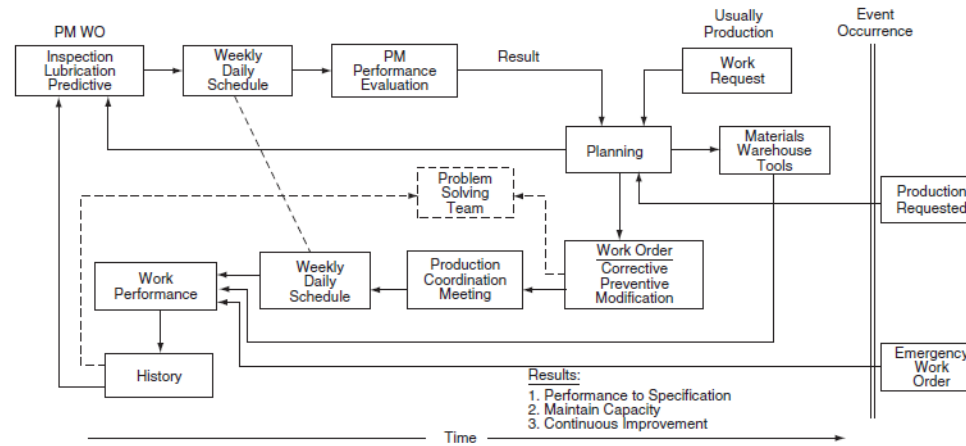 PM WO
Inspection
Lubrication
Predictive
Weekly
Daily
Schedule
PM
Performance
Evaluation
Result
Usually
Production
Work
Request
Event
Occurrence
Planning
Materials
Warehouse
Tools
Problem
Solving
Team
Production
Requested
Work Order
Corrective
Preventive
Modification
Production
Coordination
Meeting
Weekly
Daily
Schedule
Work
Performance
History
Emergency
Work
Order
Results:
1. Performance to Specification
2. Maintain Capacity
3. Continuous Improvement
Time